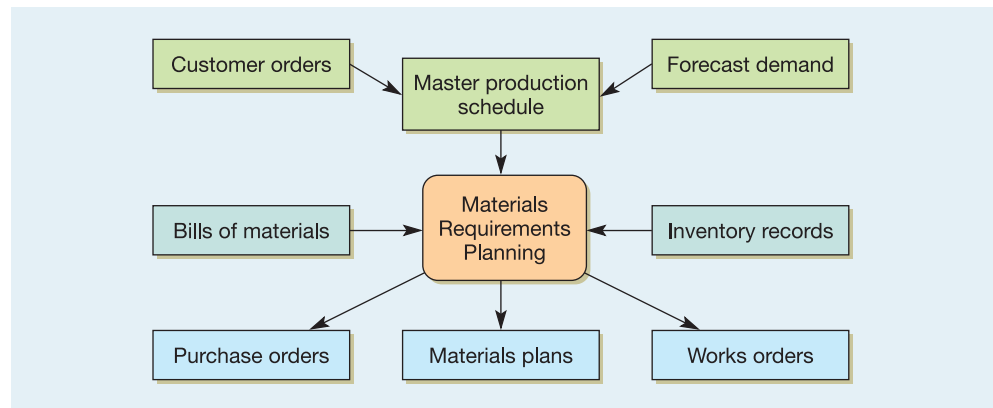 Customer orders
Master production
schedule
Forecast demand
Bills of materials
Materials
Requirements
Planning
Inventory records
Purchase orders
Materials plans
Works orders